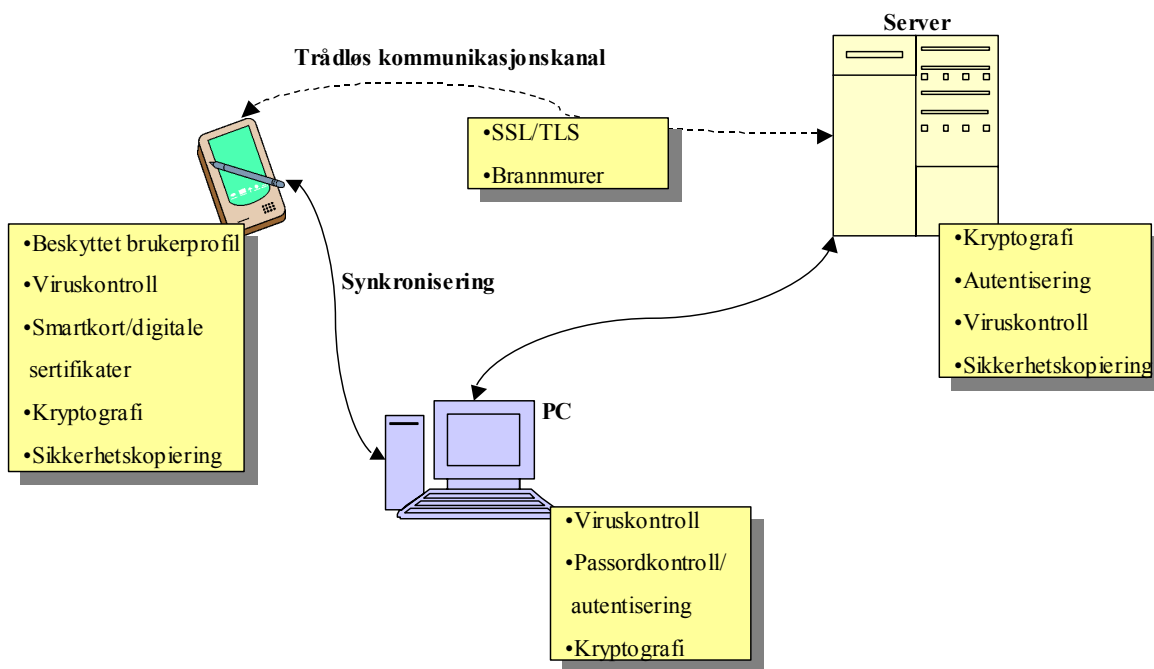 Server
Trådløs kommunikasjonskanal
•SSL/TLS
•Brannmurer
•Beskyttet brukerprofil
•Viruskontroll
•Smartkort/digitale
sertifikater
•Kryptografi
•Sikkerhetskopiering
Synkronisering
•Kryptografi
•Autentisering
•Viruskontroll
•Sikkerhetskopiering
PC
•Viruskontroll
•Passordkontroll/
autentisering
•Kryptografi